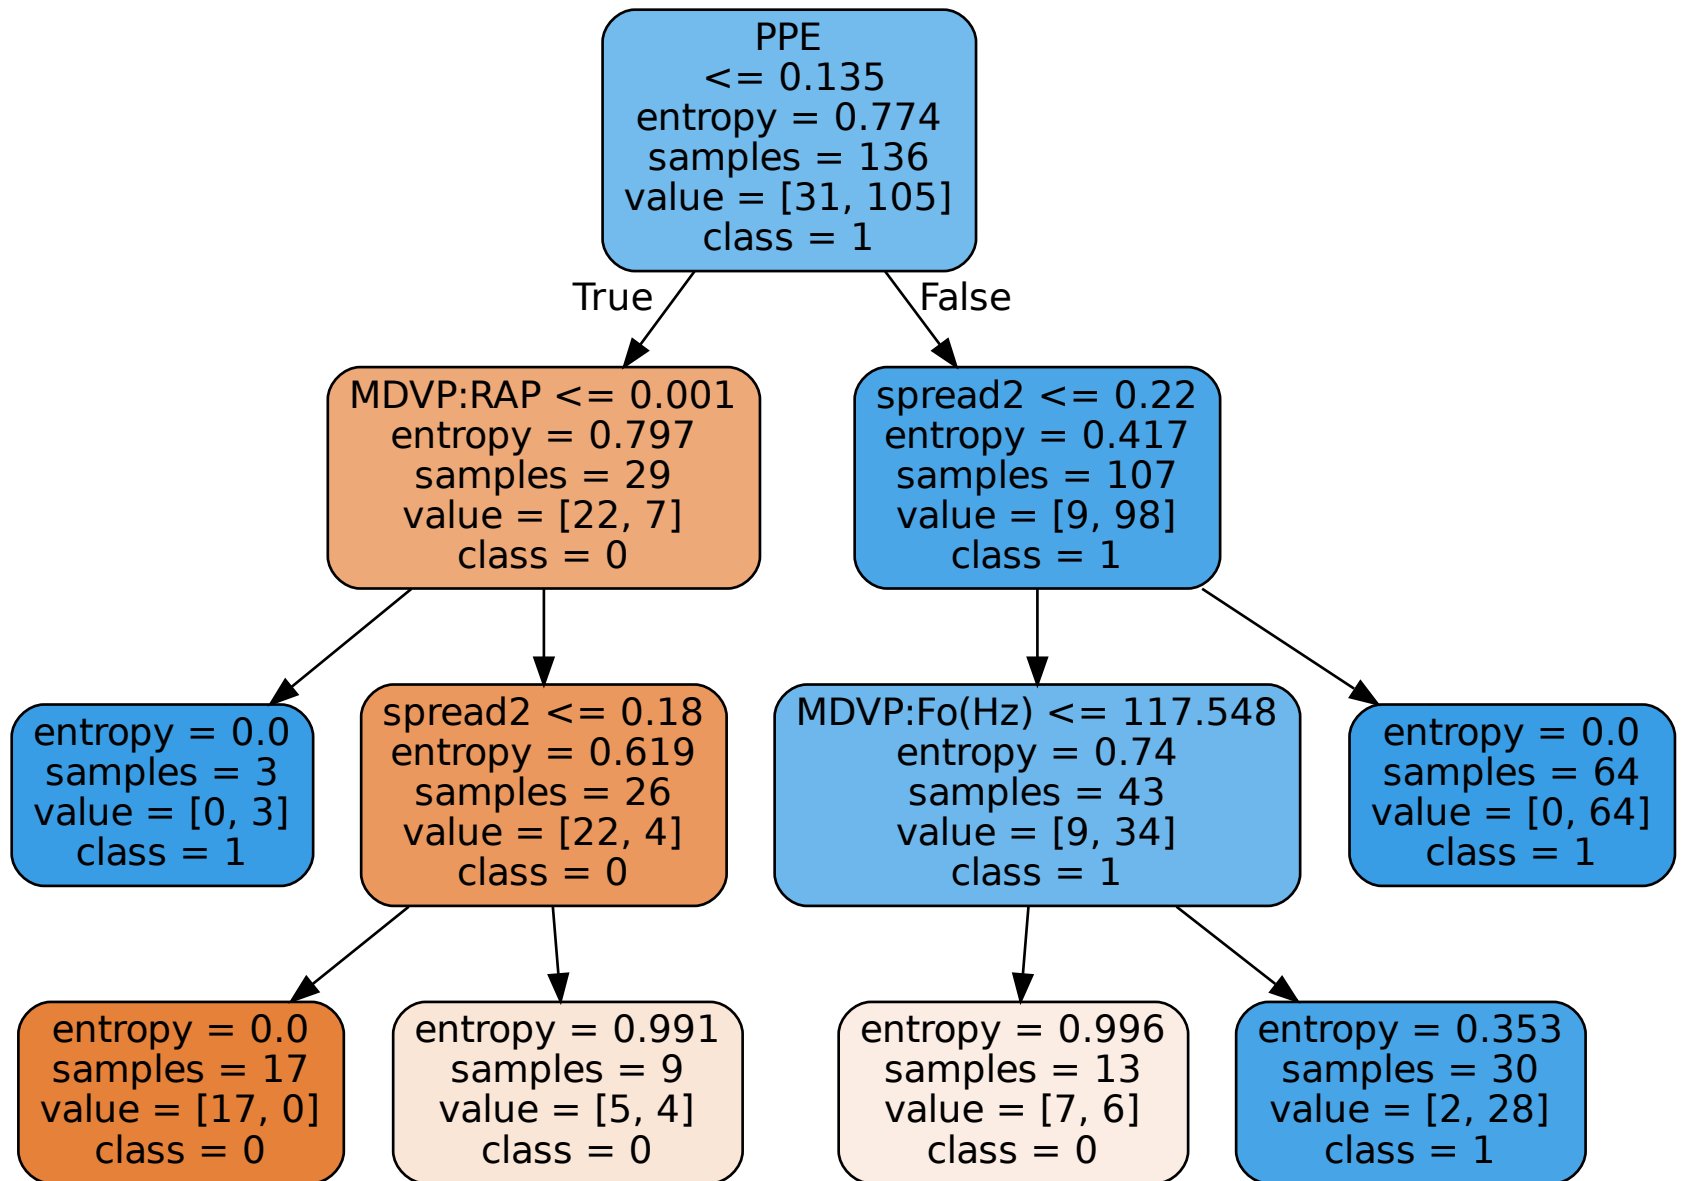 PPE
<= 0.135
entropy = 0.774
samples = 136
value = [31, 105]
class = 1
True
False
MDVP:RAP <= 0.001
entropy = 0.797
samples = 29
value = [22, 7]
class = 0
spread2 <= 0.22
entropy = 0.417
samples = 107
value = [9, 98]
class = 1
entropy = 0.0
samples = 3
value = [0, 3]
class = 1
spread2 <= 0.18
entropy = 0.619
samples = 26
value = [22, 4]
class = 0
MDVP:Fo(Hz) <= 117.548
entropy = 0.74
samples = 43
value = [9, 34]
class = 1
entropy = 0.0
samples = 64
value = [0, 64]
class = 1
entropy = 0.0
samples = 17
value = [17, 0]
class = 0
entropy = 0.991
samples = 9
value = [5, 4]
class = 0
entropy = 0.996
samples = 13
value = [7, 6]
class = 0
entropy = 0.353
samples = 30
value = [2, 28]
class = 1